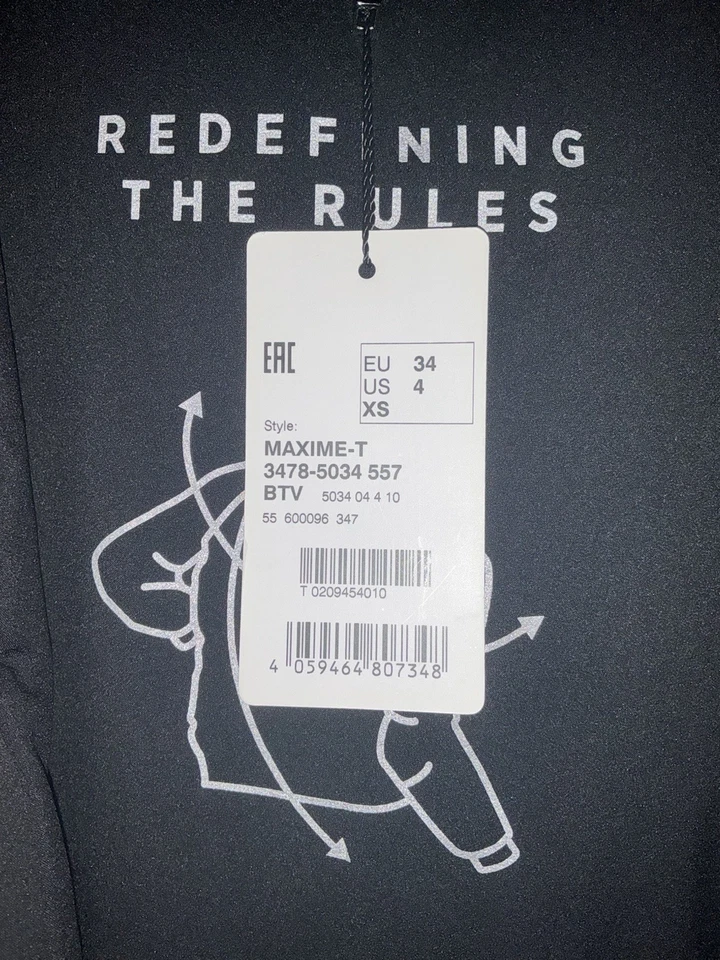 REDEF NING
THE RULES
EAC
EU 34
US 4
XS
Style:
MAXIME-T
3478-5034 557
BTV 5034 04 4 10
55 600096 347
T 0209454010
4 059464 807348